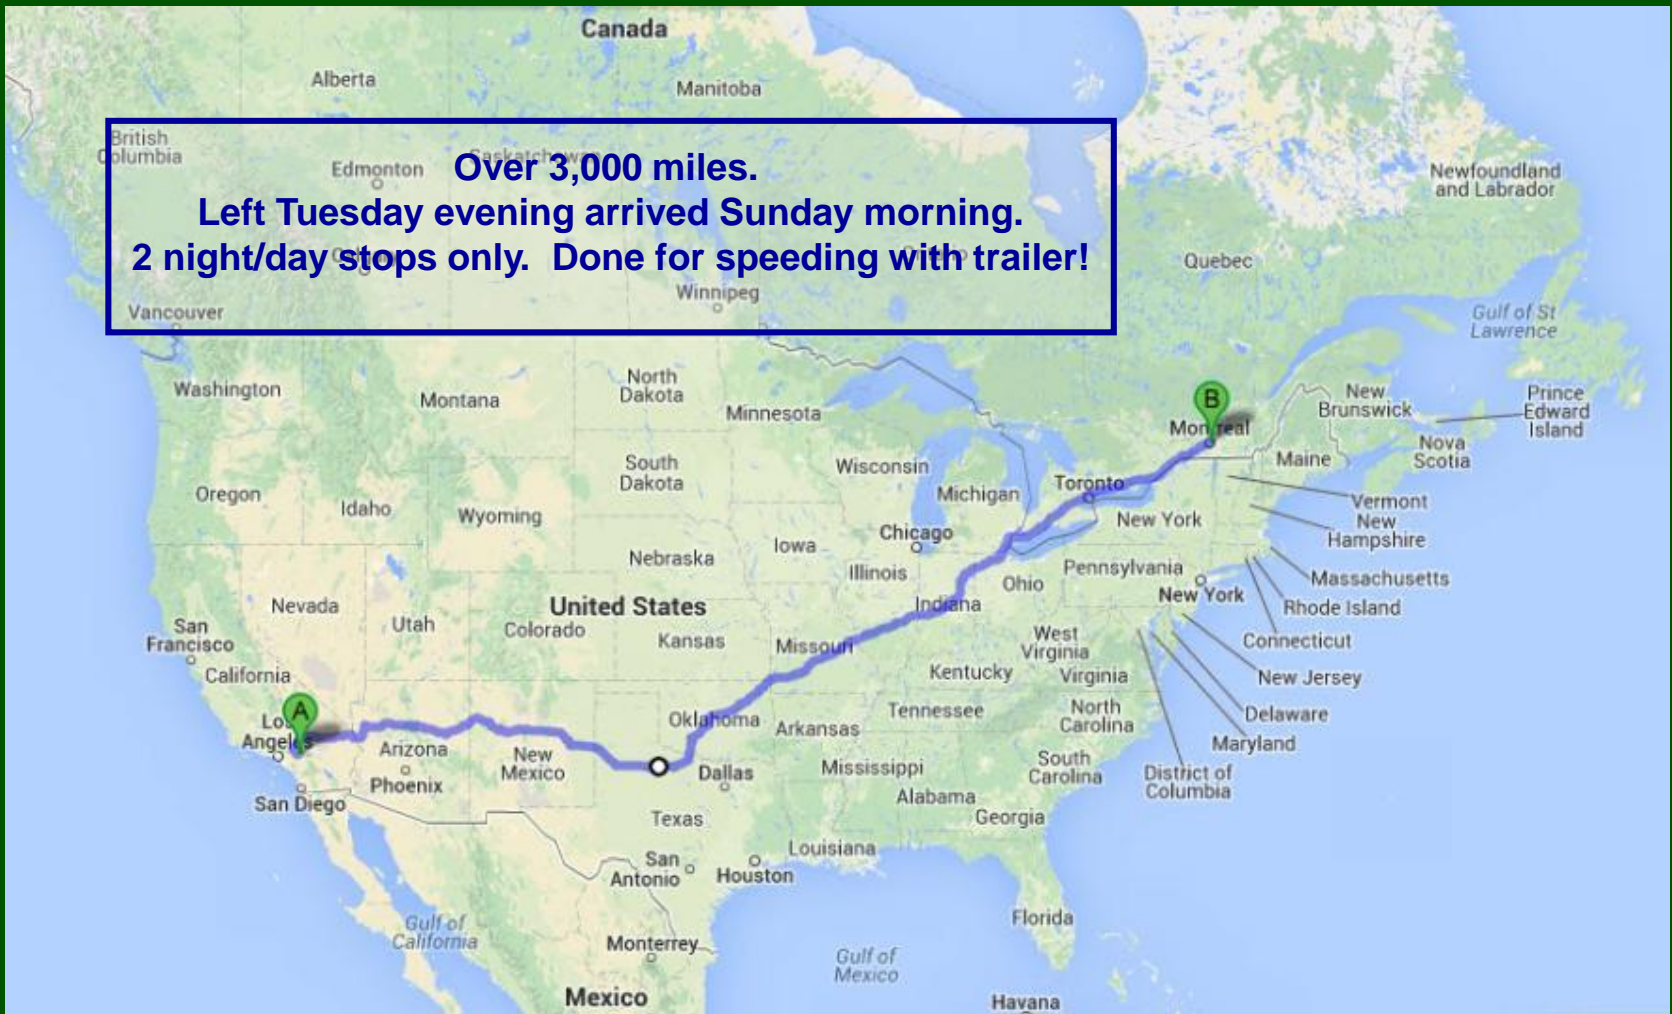 Canada
Alberta
Manitoba
British
Columbia
Saskatchewan
Edmonton
Over 3,000 miles.
Left Tuesday evening arrived Sunday morning.
2 night/day stops only.  Done for speeding with trailer!
Newfoundland
and Labrador
Quebec
Winnipeg
Vancouver
Gulf of St
Lawrence
Washington
Montana
North
Dakota
Minnesota
B
Montreal
New
Brunswick
Prince
Edward
Island
Nova
Scotia
Maine
Oregon
Idaho
Wyoming
South
Dakota
Wisconsin
Michigan
Toronto
Vermont
New
Hampshire
New York
Chicago
Iowa
Nebraska
Illinois
Ohio
Pennsylvania
New York
Massachusetts
Rhode Island
Connecticut
Nevada
Utah
United States
Colorado
Kansas
Missouri
Indiana
West
Virginia
San
Francisco
California
Kentucky
Virginia
New Jersey
A
Los
Angeles
Arizona
Phoenix
San Diego
New
Mexico
Oklahoma
Arkansas
Tennessee
North
Carolina
Delaware
Maryland
District of
Columbia
Dallas
Mississippi
South
Carolina
Alabama
Georgia
Texas
Louisiana
San
Antonio
Houston
Gulf of
California
Florida
Monterrey
Gulf of
Mexico
Mexico
Havana